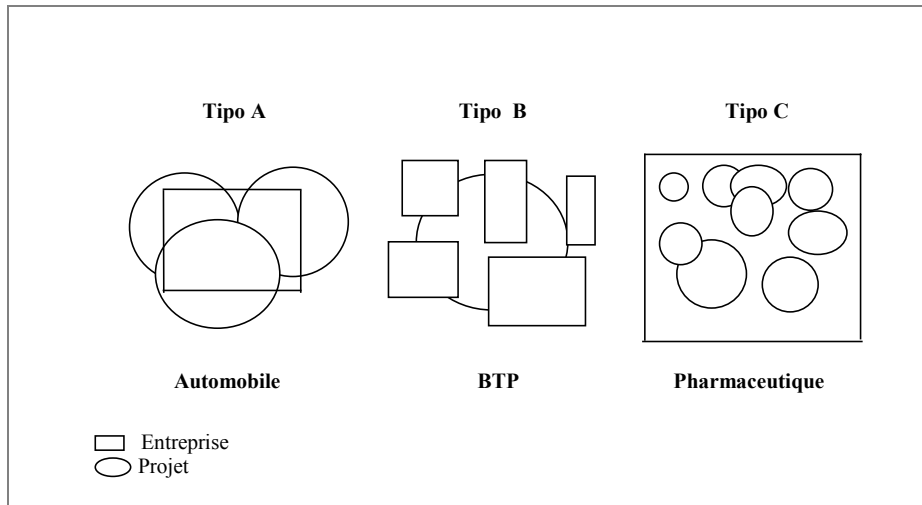 Tipo A
Tipo B
Tipo C
Automobile
BTP
Pharmaceutique
Entreprise
Projet